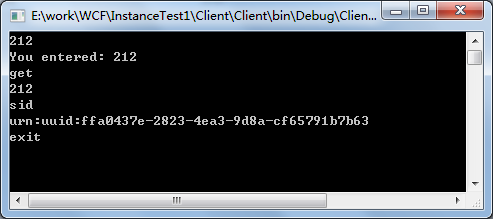 E:\work\WCF\InstanceTest1\Client\Client\bin\Debug\Clien...
212
You entered: 212
get
212
sid
urn:uuid:ffa0437e-2823-4ea3-9d8a-cf65791b7b63
exit